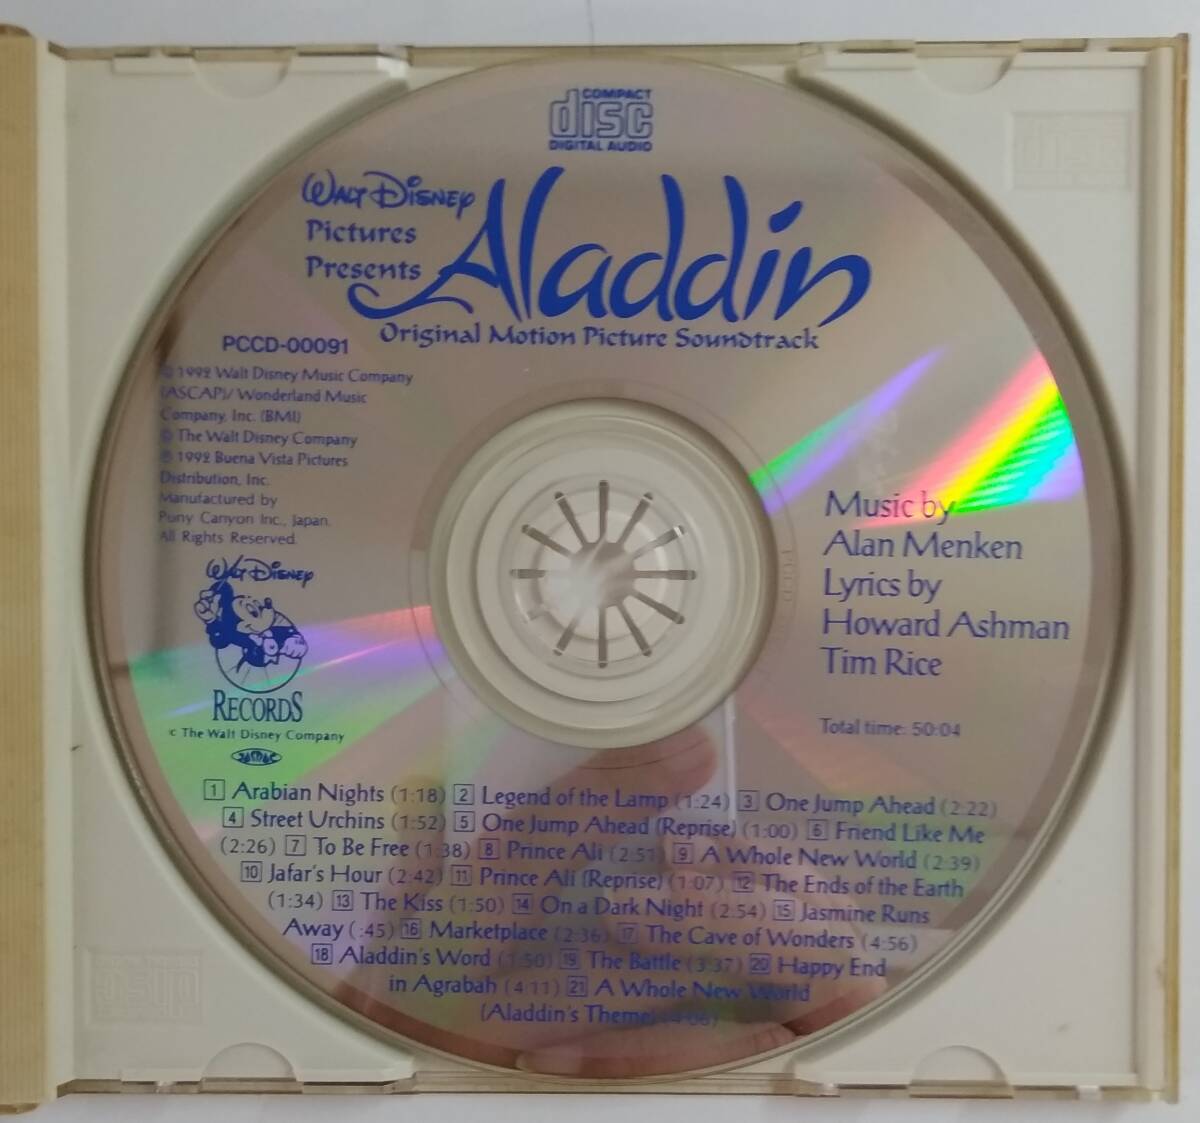 COMPACT
disc
DIGITAL AUDIO
WALT DISNEY
Pictures
Presents
Aladdin
Original Motion Picture Soundtrack
PCCD-00091
© 1992 Walt Disney Music Company
(ASCAP)/ Wonderland Music
Company, Inc. (BMI)
© The Walt Disney Company
℗ 1992 Buena Vista Pictures
Distribution, Inc.
Manufactured by
Pony Canyon Inc., Japan.
All Rights Reserved.
WALT DISNEY
RECORDS
© The Walt Disney Company
JASRAC
Music by
Alan Menken
Lyrics by
Howard Ashman
Tim Rice
Total time: 50:04
1 Arabian Nights (1:18) 2 Legend of the Lamp (1:24) 3 One Jump Ahead (2:22)
4 Street Urchins (1:52) 5 One Jump Ahead (Reprise) (1:00) 6 Friend Like Me
(2:26) 7 To Be Free (1:38) 8 Prince Ali (2:51) 9 A Whole New World (2:39)
10 Jafar's Hour (2:42) 11 Prince Ali (Reprise) (1:07) 12 The Ends of the Earth
(1:34) 13 The Kiss (1:50) 14 On a Dark Night (2:54) 15 Jasmine Runs
Away (:45) 16 Marketplace (2:36) 17 The Cave of Wonders (4:56)
18 Aladdin's Word (1:50) 19 The Battle (3:37) 20 Happy End
in Agrabah (4:11) 21 A Whole New World
(Aladdin's Theme) (4:06)